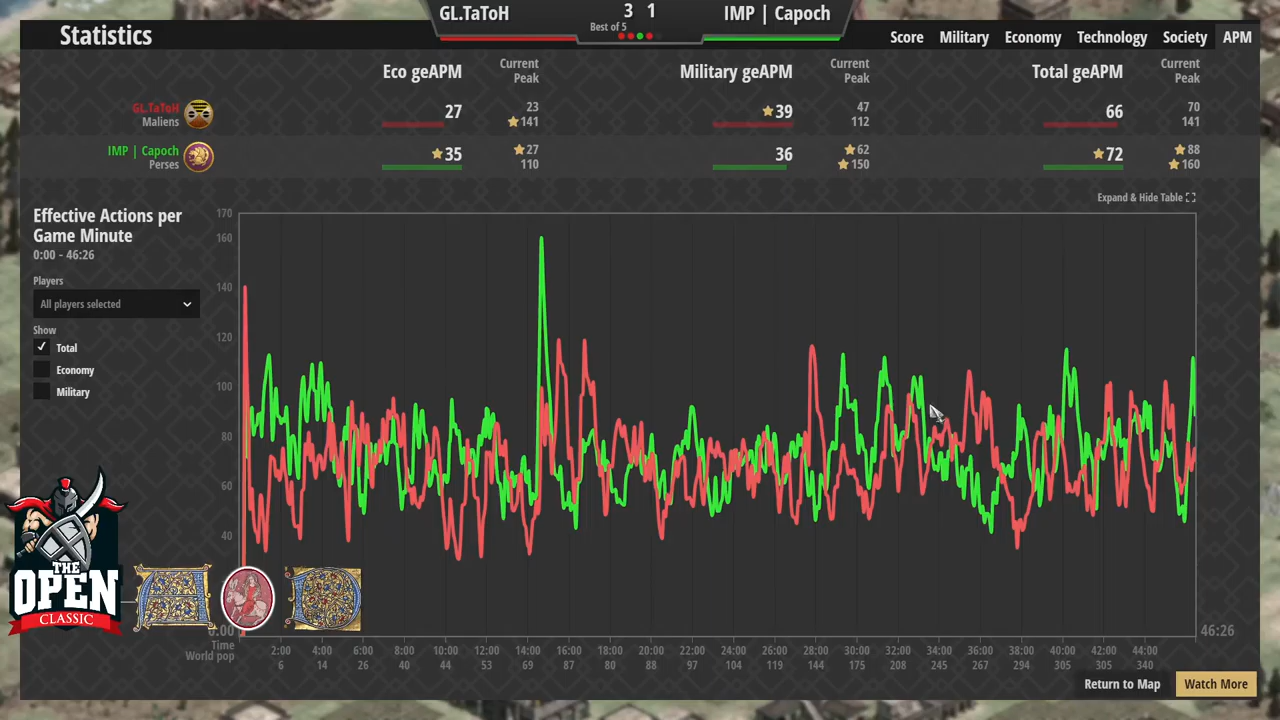 GL.TaToH 3 1 IMP | Capoch
Best of 5
Statistics
Score Military Economy Technology Society APM
Eco geAPM Current Peak Military geAPM Current Peak Total geAPM Current Peak
GL.TaToH
Maliens
27 23 141 39 47 112 66 70 141
IMP | Capoch
Perses
35 27 110 36 62 150 72 88 160
Expand & Hide Table
Effective Actions per
Game Minute
0:00 - 46:26
Players
All players selected
Show
Total
Economy
Military
170
160
140
120
100
80
60
40
0.00
THE
OPEN
CLASSIC
A
D
46:26
Time 2:00 4:00 6:00 8:00 10:00 12:00 14:00 16:00 18:00 20:00 22:00 24:00 26:00 28:00 30:00 32:00 34:00 36:00 38:00 40:00 42:00 44:00
World pop 6 14 26 40 44 53 69 87 80 88 97 104 119 144 175 208 245 267 294 305 305 340
Return to Map Watch More